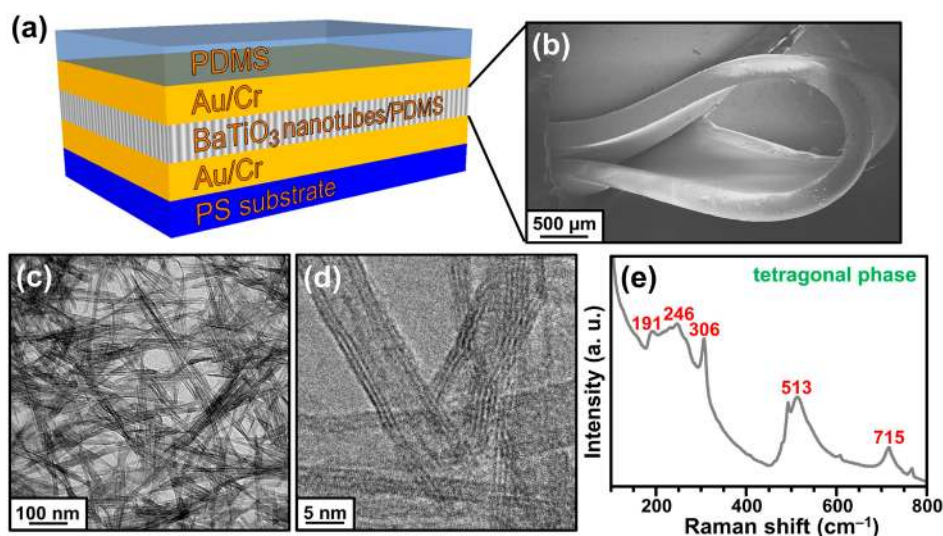 (a)
PDMS
Au/Cr
BaTiO₃ nanotubes/PDMS
Au/Cr
PS substrate
(b)
500 µm
(c)
100 nm
(d)
5 nm
(e)
tetragonal phase
191
246
306
513
715
Intensity (a. u.)
200
400
600
800
Raman shift (cm⁻¹)